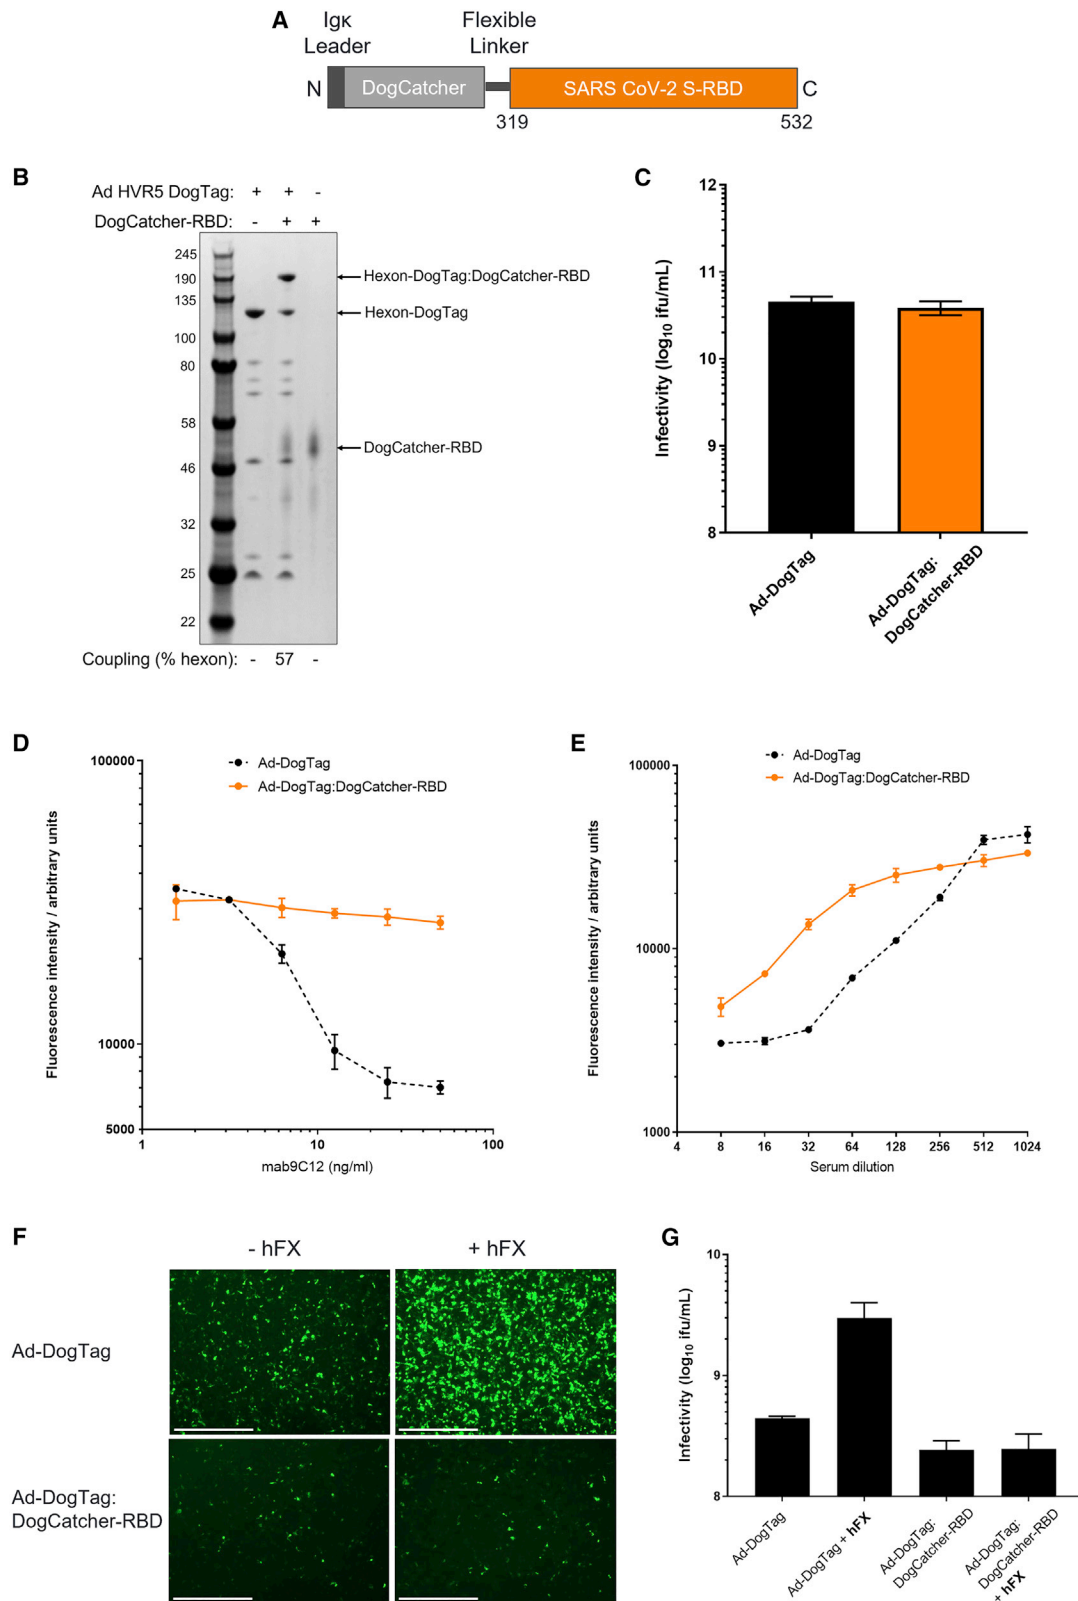 A
Igκ
Leader
Flexible
Linker
N
DogCatcher
SARS CoV-2 S-RBD
C
319
532
B
Ad HVR5 DogTag: + + -
DogCatcher-RBD: - + +
245
190
135
100
80
58
46
32
25
22
Hexon-DogTag:DogCatcher-RBD
Hexon-DogTag
DogCatcher-RBD
Coupling (% hexon): - 57 -
C
Infectivity (log10 ifu/mL)
12
11
10
9
8
Ad-DogTag
Ad-DogTag:
DogCatcher-RBD
D
Ad-DogTag
Ad-DogTag:DogCatcher-RBD
Fluorescence intensity / arbitrary units
100000
10000
5000
1
10
100
mab9C12 (ng/ml)
E
Ad-DogTag
Ad-DogTag:DogCatcher-RBD
Fluorescence intensity / arbitrary units
100000
10000
1000
4 8 16 32 64 128 256 512 1024
Serum dilution
F
- hFX
+ hFX
Ad-DogTag
Ad-DogTag:
DogCatcher-RBD
G
Infectivity (log10 ifu/mL)
10
9
8
Ad-DogTag
Ad-DogTag + hFX
Ad-DogTag:
DogCatcher-RBD
Ad-DogTag:
DogCatcher-RBD
+ hFX